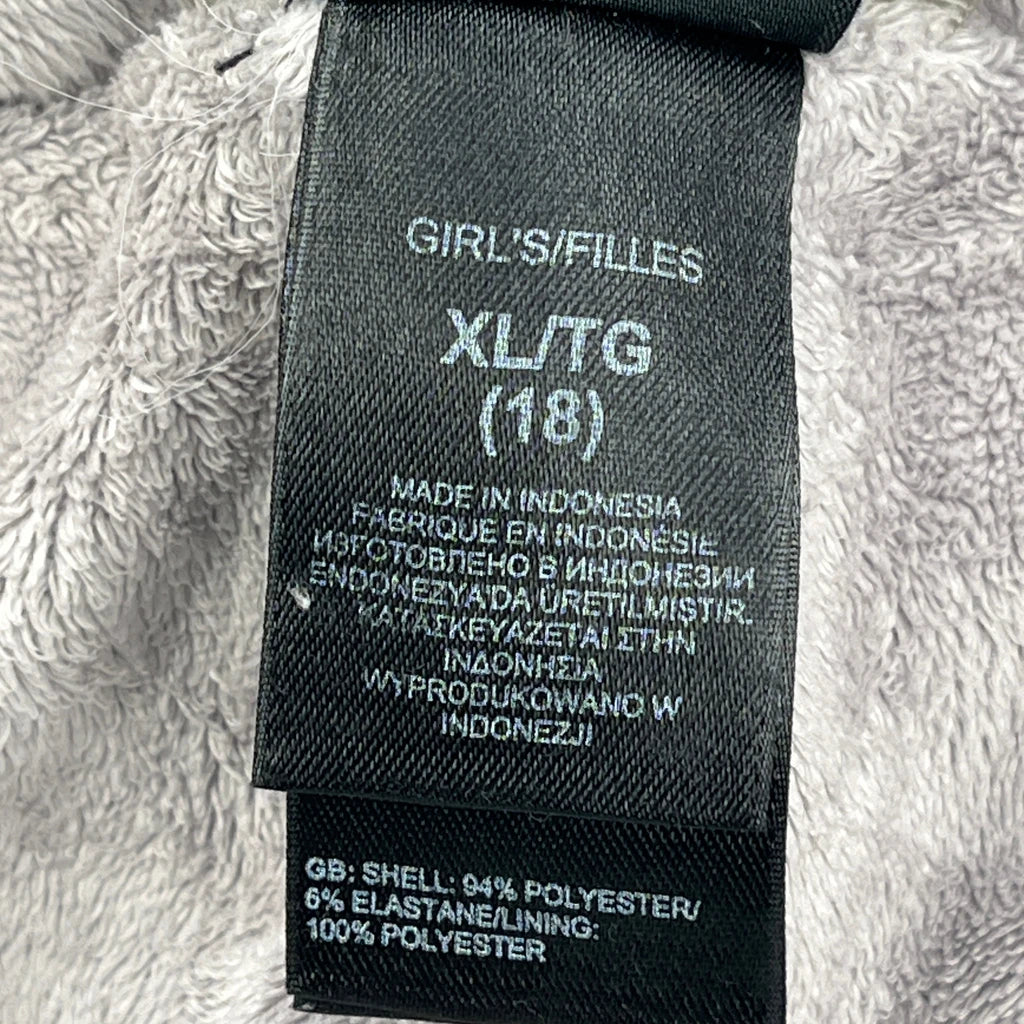 GIRL'S/FILLES
XL/TG
(18)
MADE IN INDONESIA
FABRIQUE EN INDONÉSIE
ИЗГОТОВЛЕНО В ИНДОНЕЗИИ
ENDONEZYA'DA URETILMISTIR.
ΚΑΤΑΣΚΕΥΑΖΕΤΑΙ ΣΤΗΝ
ΙΝΔΟΝΗΣΙΑ
WYPRODUKOWANO W
INDONEZJI
GB: SHELL: 94% POLYESTER/
6% ELASTANE/LINING:
100% POLYESTER